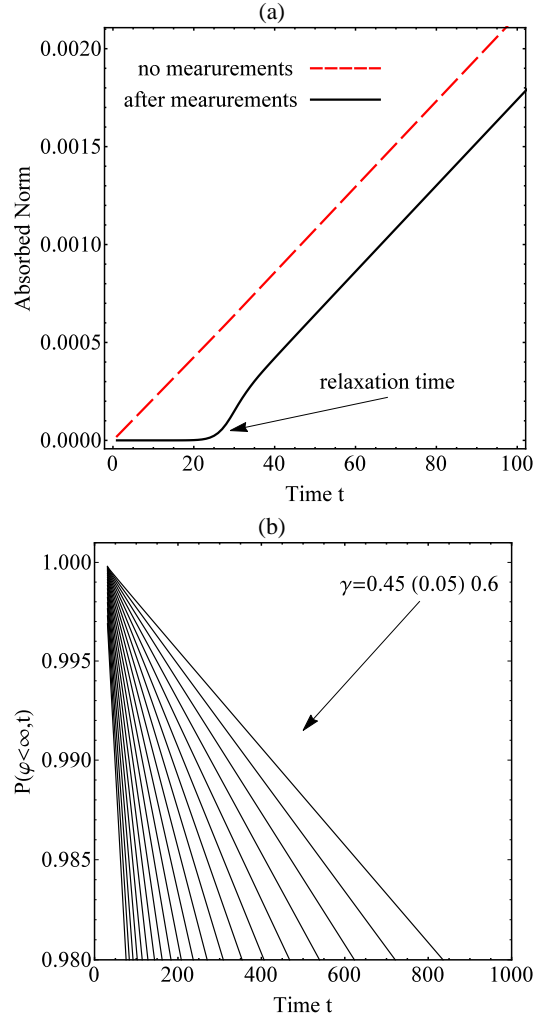 (a)
0.0020
0.0015
0.0010
0.0005
0.0000
Absorbed Norm
no mearurements
after mearurements
relaxation time
0 20 40 60 80 100
Time t
(b)
1.000
0.995
0.990
0.985
0.980
P(φ<∞,t)
γ=0.45 (0.05) 0.6
0 200 400 600 800 1000
Time t